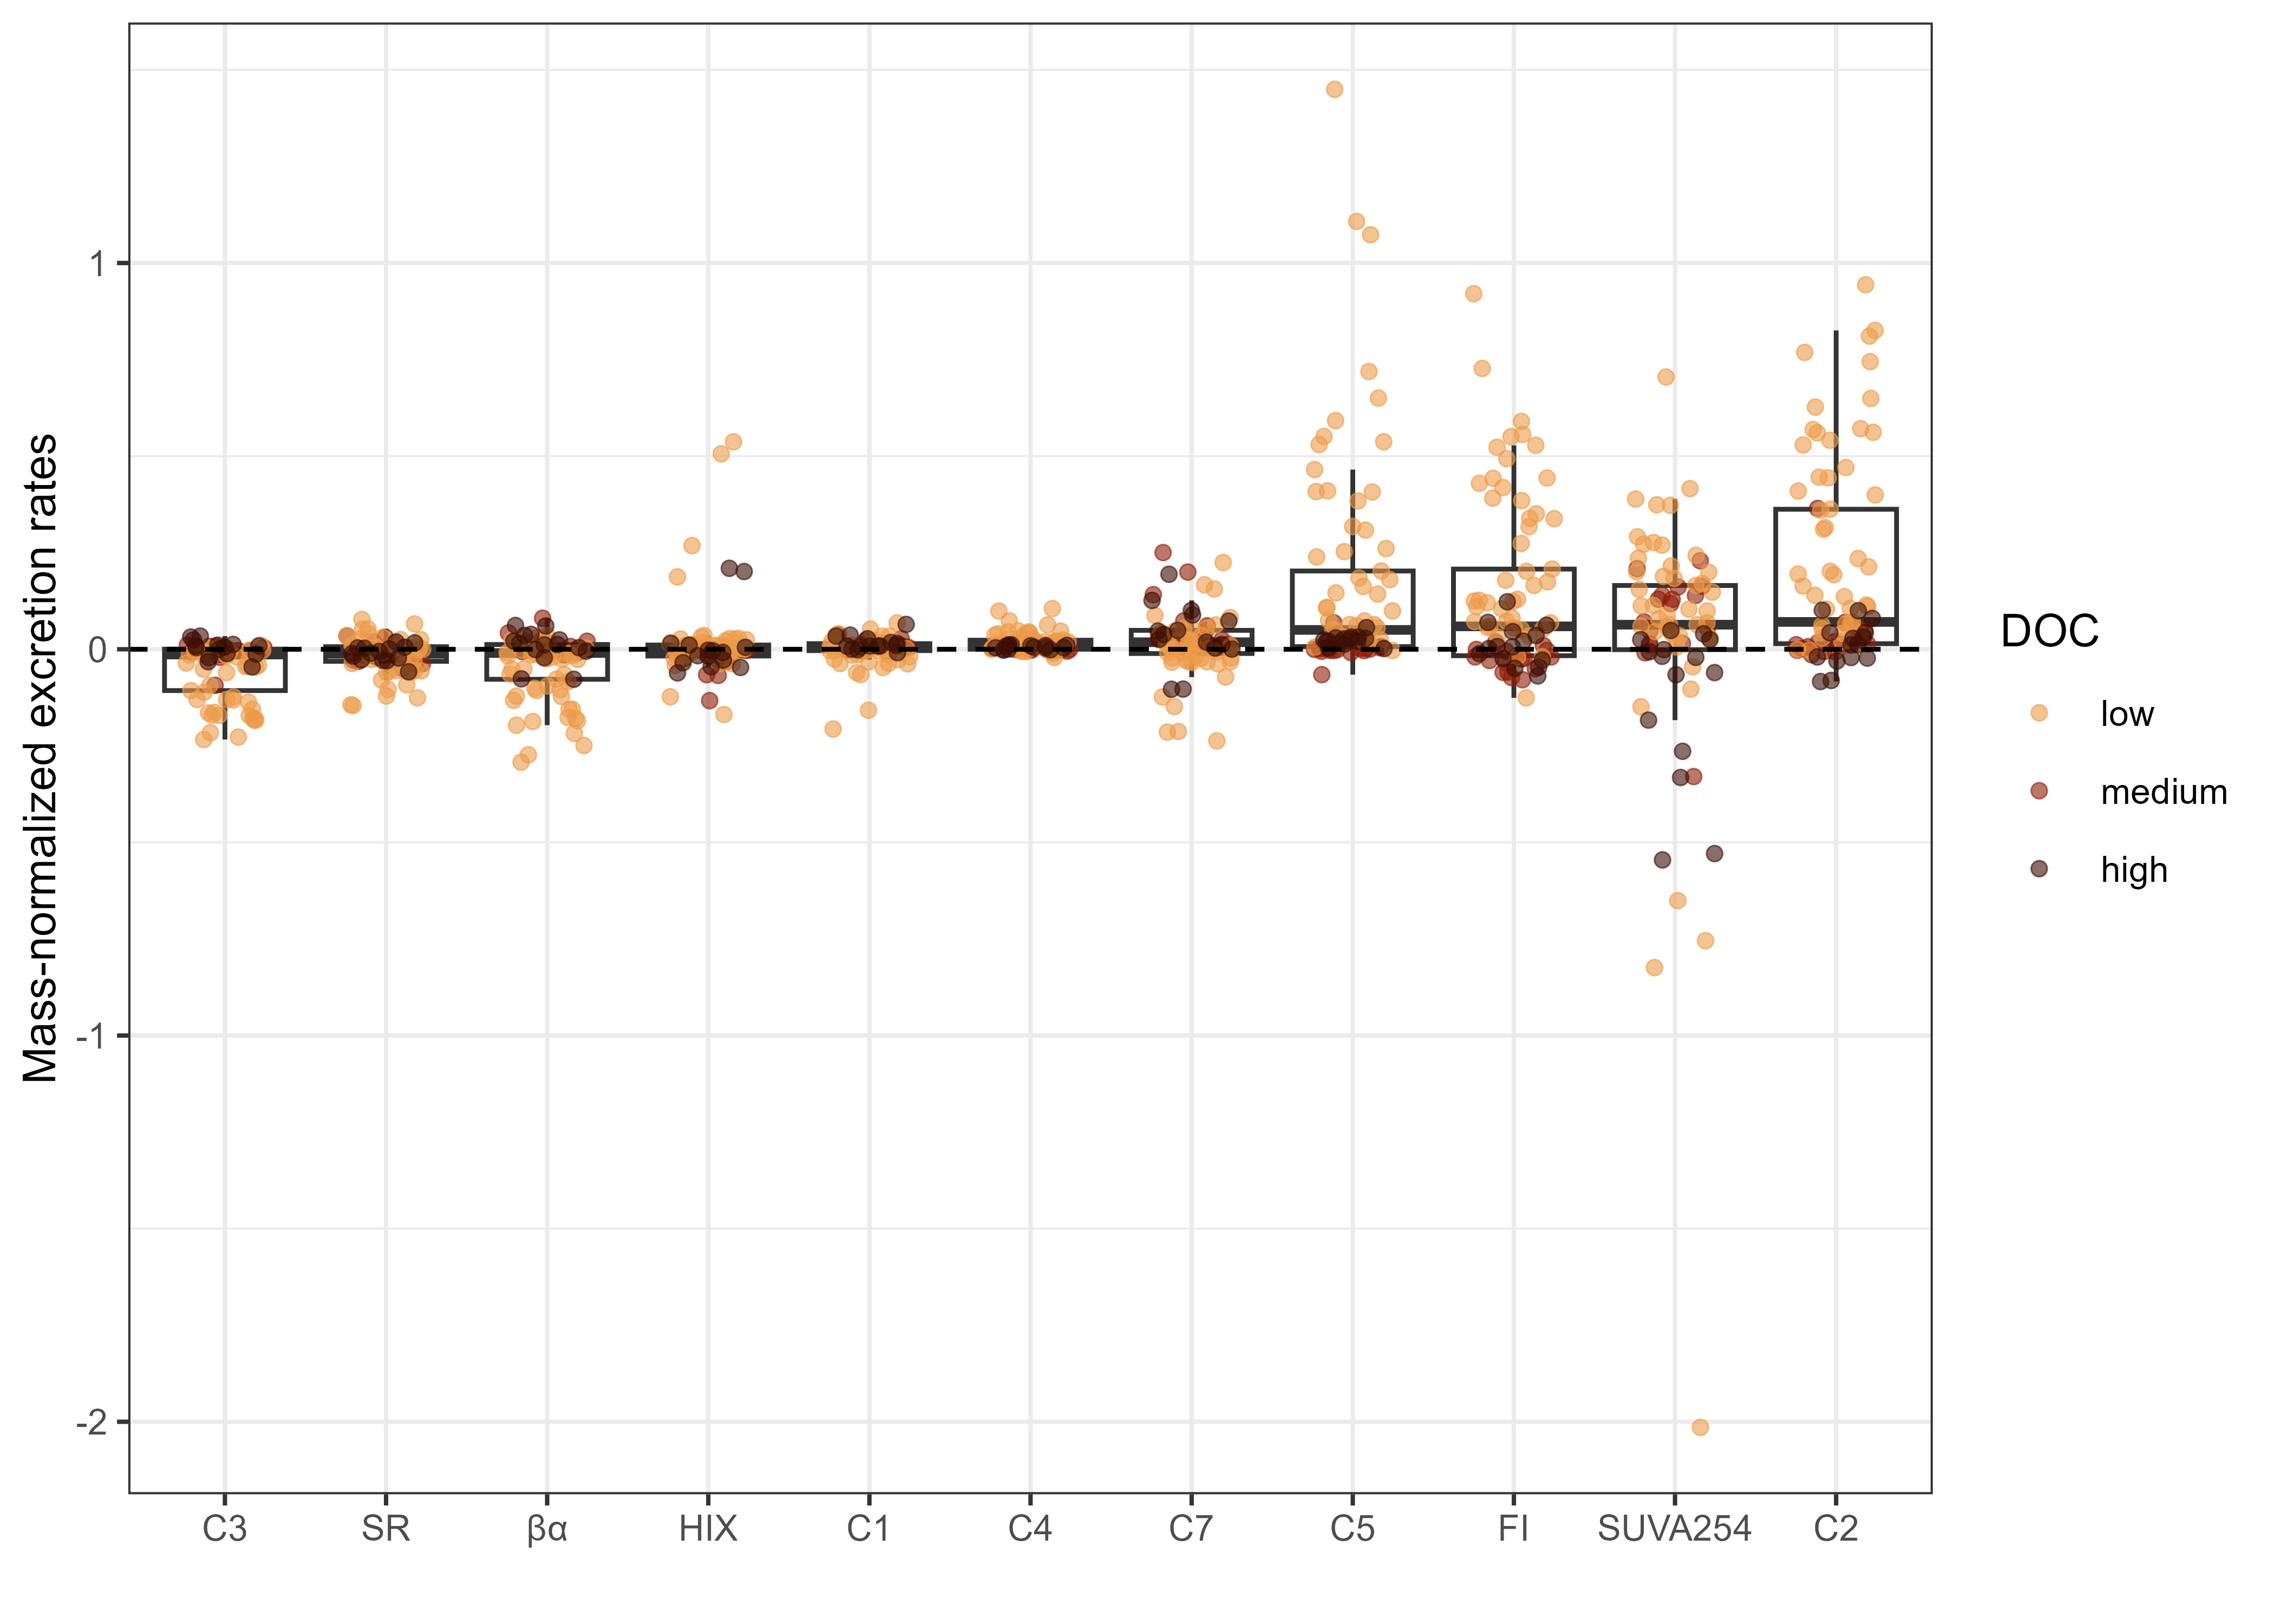 Mass-normalized excretion rates
1
0
-1
-2
C3 SR βα HIX C1 C4 C7 C5 FI SUVA254 C2
DOC
low
medium
high